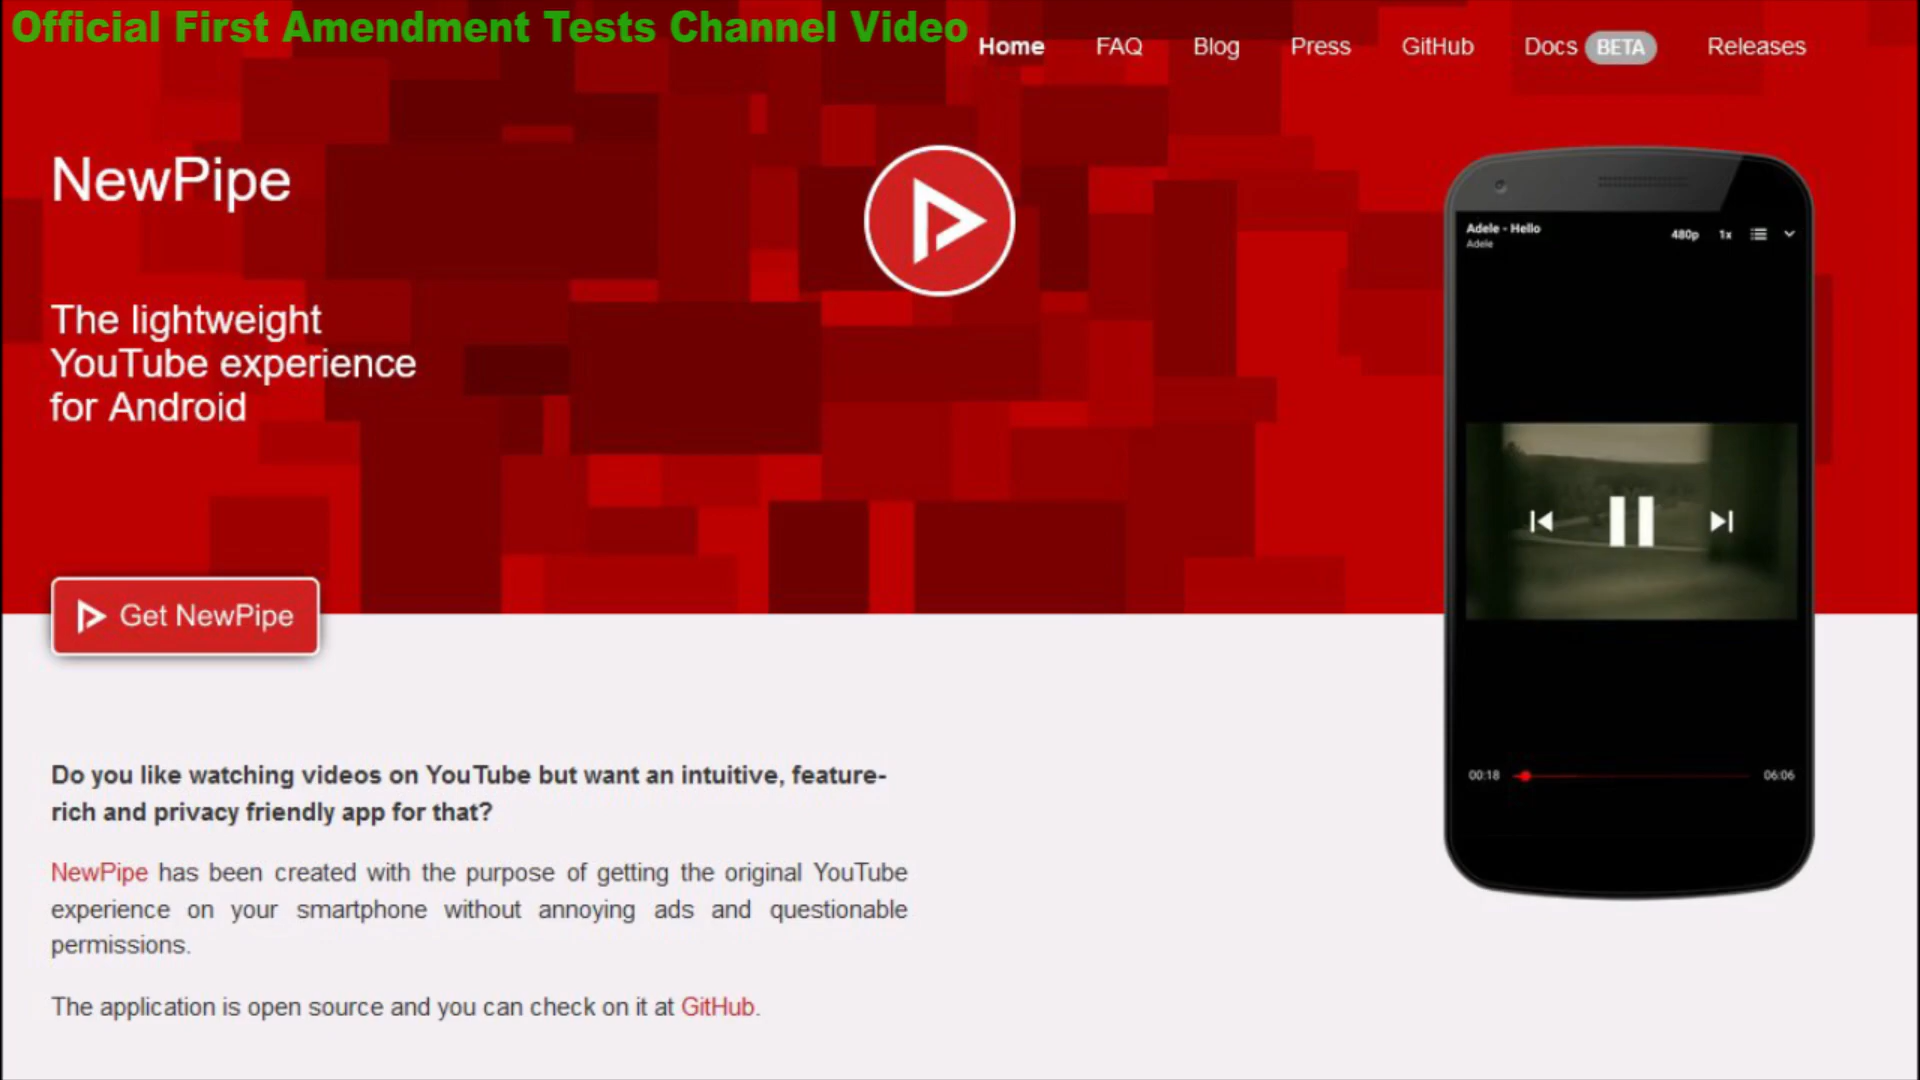 Official First Amendment Tests Channel Video
Home FAQ Blog Press GitHub Docs BETA Releases
NewPipe
The lightweight
YouTube experience
for Android
Adele - Hello
Adele
480p 1x
00:18 06:06
Get NewPipe
Do you like watching videos on YouTube but want an intuitive, feature-
rich and privacy friendly app for that?
NewPipe has been created with the purpose of getting the original YouTube
experience on your smartphone without annoying ads and questionable
permissions.
The application is open source and you can check on it at GitHub.